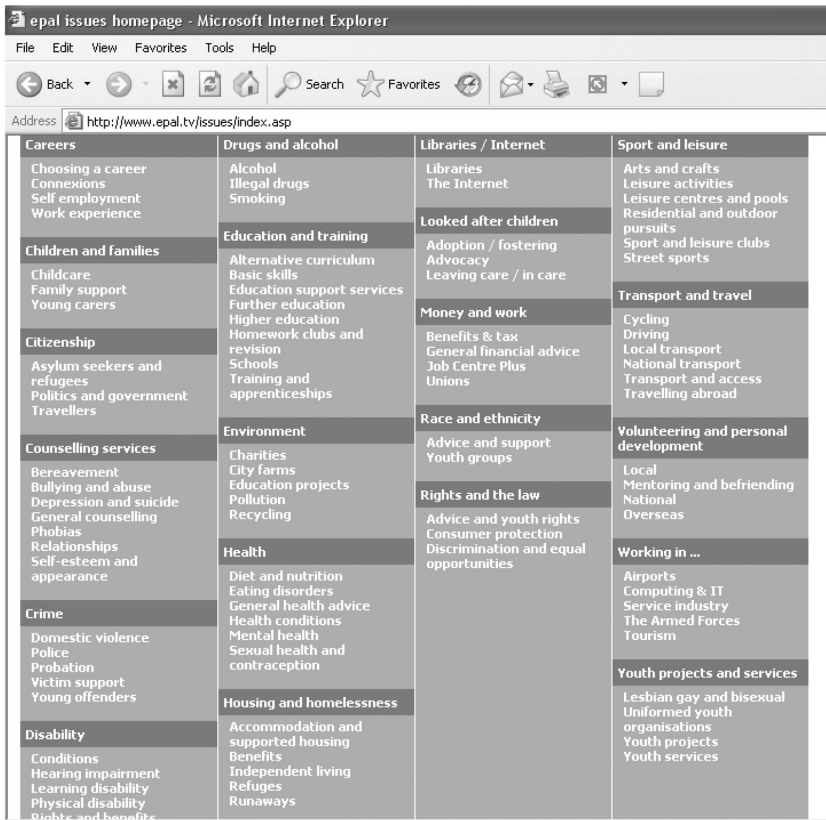 epal issues homepage - Microsoft Internet Explorer
File Edit View Favorites Tools Help
Back Search Favorites
Address http://www.epal.tv/issues/index.asp
Careers
Choosing a career
Connexions
Self employment
Work experience
Children and families
Childcare
Family support
Young carers
Citizenship
Asylum seekers and
refugees
Politics and government
Travellers
Counselling services
Bereavement
Bullying and abuse
Depression and suicide
General counselling
Phobias
Relationships
Self-esteem and
appearance
Crime
Domestic violence
Police
Probation
Victim support
Young offenders
Disability
Conditions
Hearing impairment
Learning disability
Physical disability
Rights and benefits
Drugs and alcohol
Alcohol
Illegal drugs
Smoking
Education and training
Alternative curriculum
Basic skills
Education support services
Further education
Higher education
Homework clubs and
revision
Schools
Training and
apprenticeships
Environment
Charities
City farms
Education projects
Pollution
Recycling
Health
Diet and nutrition
Eating disorders
General health advice
Health conditions
Mental health
Sexual health and
contraception
Housing and homelessness
Accommodation and
supported housing
Benefits
Independent living
Refuges
Runaways
Libraries / Internet
Libraries
The Internet
Looked after children
Adoption / fostering
Advocacy
Leaving care / in care
Money and work
Benefits & tax
General financial advice
Job Centre Plus
Unions
Race and ethnicity
Advice and support
Youth groups
Rights and the law
Advice and youth rights
Consumer protection
Discrimination and equal
opportunities
Sport and leisure
Arts and crafts
Leisure activities
Leisure centres and pools
Residential and outdoor
pursuits
Sport and leisure clubs
Street sports
Transport and travel
Cycling
Driving
Local transport
National transport
Transport and access
Travelling abroad
Volunteering and personal
development
Local
Mentoring and befriending
National
Overseas
Working in ...
Airports
Computing & IT
Service industry
The Armed Forces
Tourism
Youth projects and services
Lesbian gay and bisexual
Uniformed youth
organisations
Youth projects
Youth services